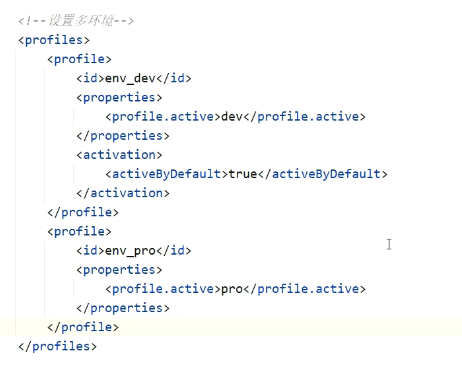 <!--设置多环境-->
<profiles>
<profile>
<id>env_dev</id>
<properties>
<profile.active>dev</profile.active>
</properties>
<activation>
<activeByDefault>true</activeByDefault>
</activation>
</profile>
<profile>
<id>env_pro</id>
<properties>
<profile.active>pro</profile.active>
</properties>
</profile>
</profiles>